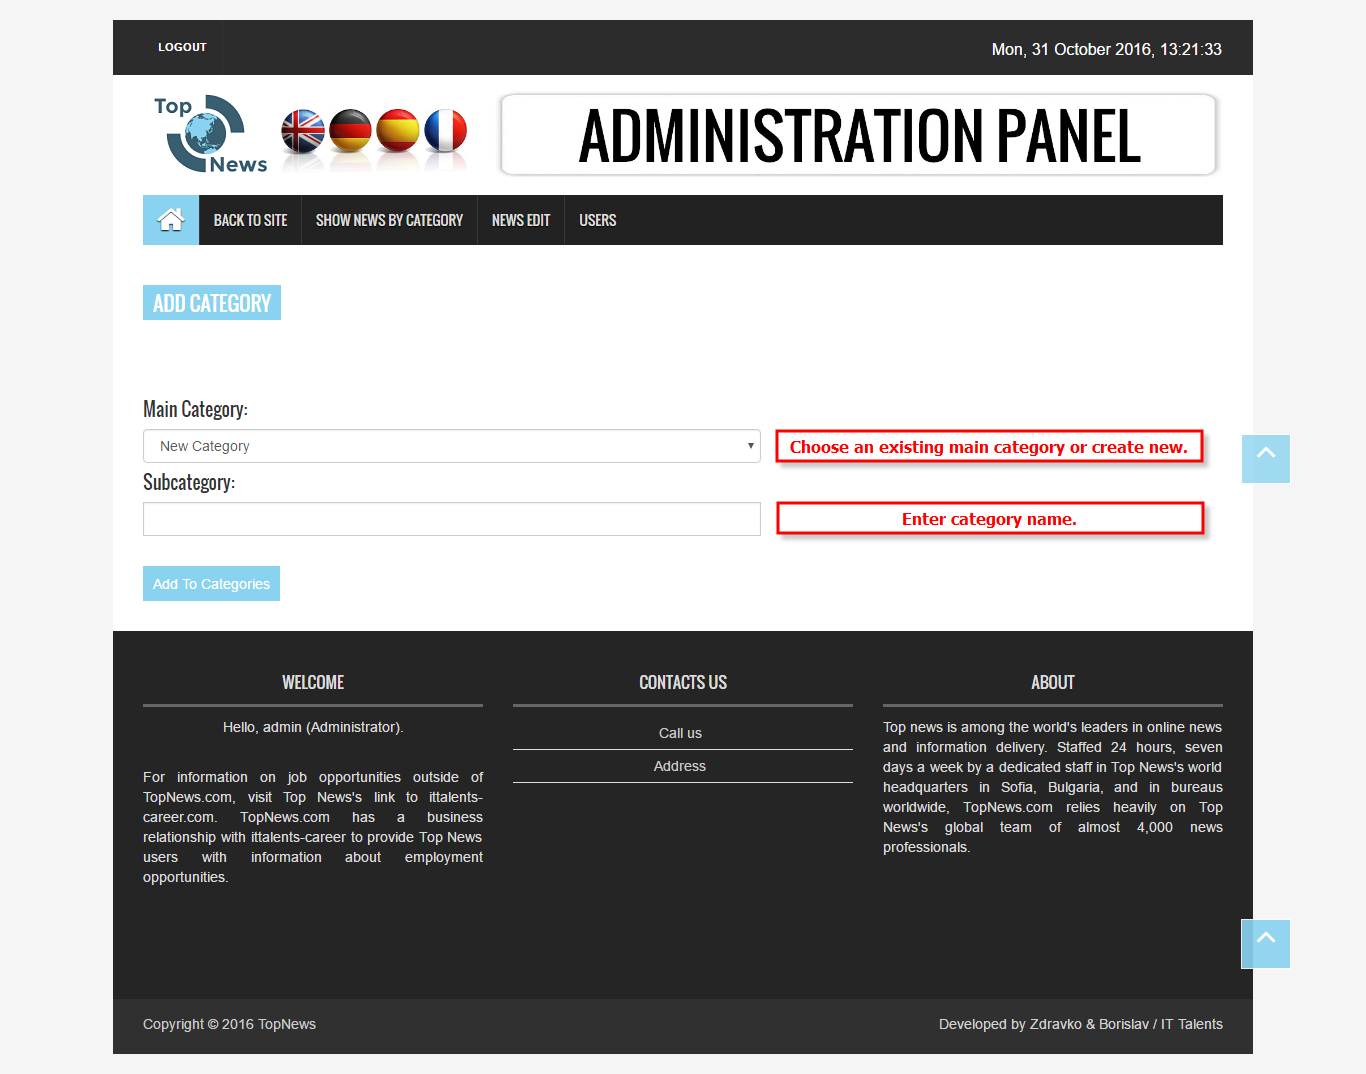 LOGOUT
Mon, 31 October 2016, 13:21:33
Top
News
ADMINISTRATION PANEL
BACK TO SITE
SHOW NEWS BY CATEGORY
NEWS EDIT
USERS
ADD CATEGORY
Main Category:
New Category
Choose an existing main category or create new.
Subcategory:
Enter category name.
Add To Categories
WELCOME
Hello, admin (Administrator).
For information on job opportunities outside of
TopNews.com, visit Top News's link to ittalents-
career.com. TopNews.com has a business
relationship with ittalents-career to provide Top News
users with information about employment
opportunities.
CONTACTS US
Call us
Address
ABOUT
Top news is among the world's leaders in online news
and information delivery. Staffed 24 hours, seven
days a week by a dedicated staff in Top News's world
headquarters in Sofia, Bulgaria, and in bureaus
worldwide, TopNews.com relies heavily on Top
News's global team of almost 4,000 news
professionals.
Copyright © 2016 TopNews
Developed by Zdravko & Borislav / IT Talents